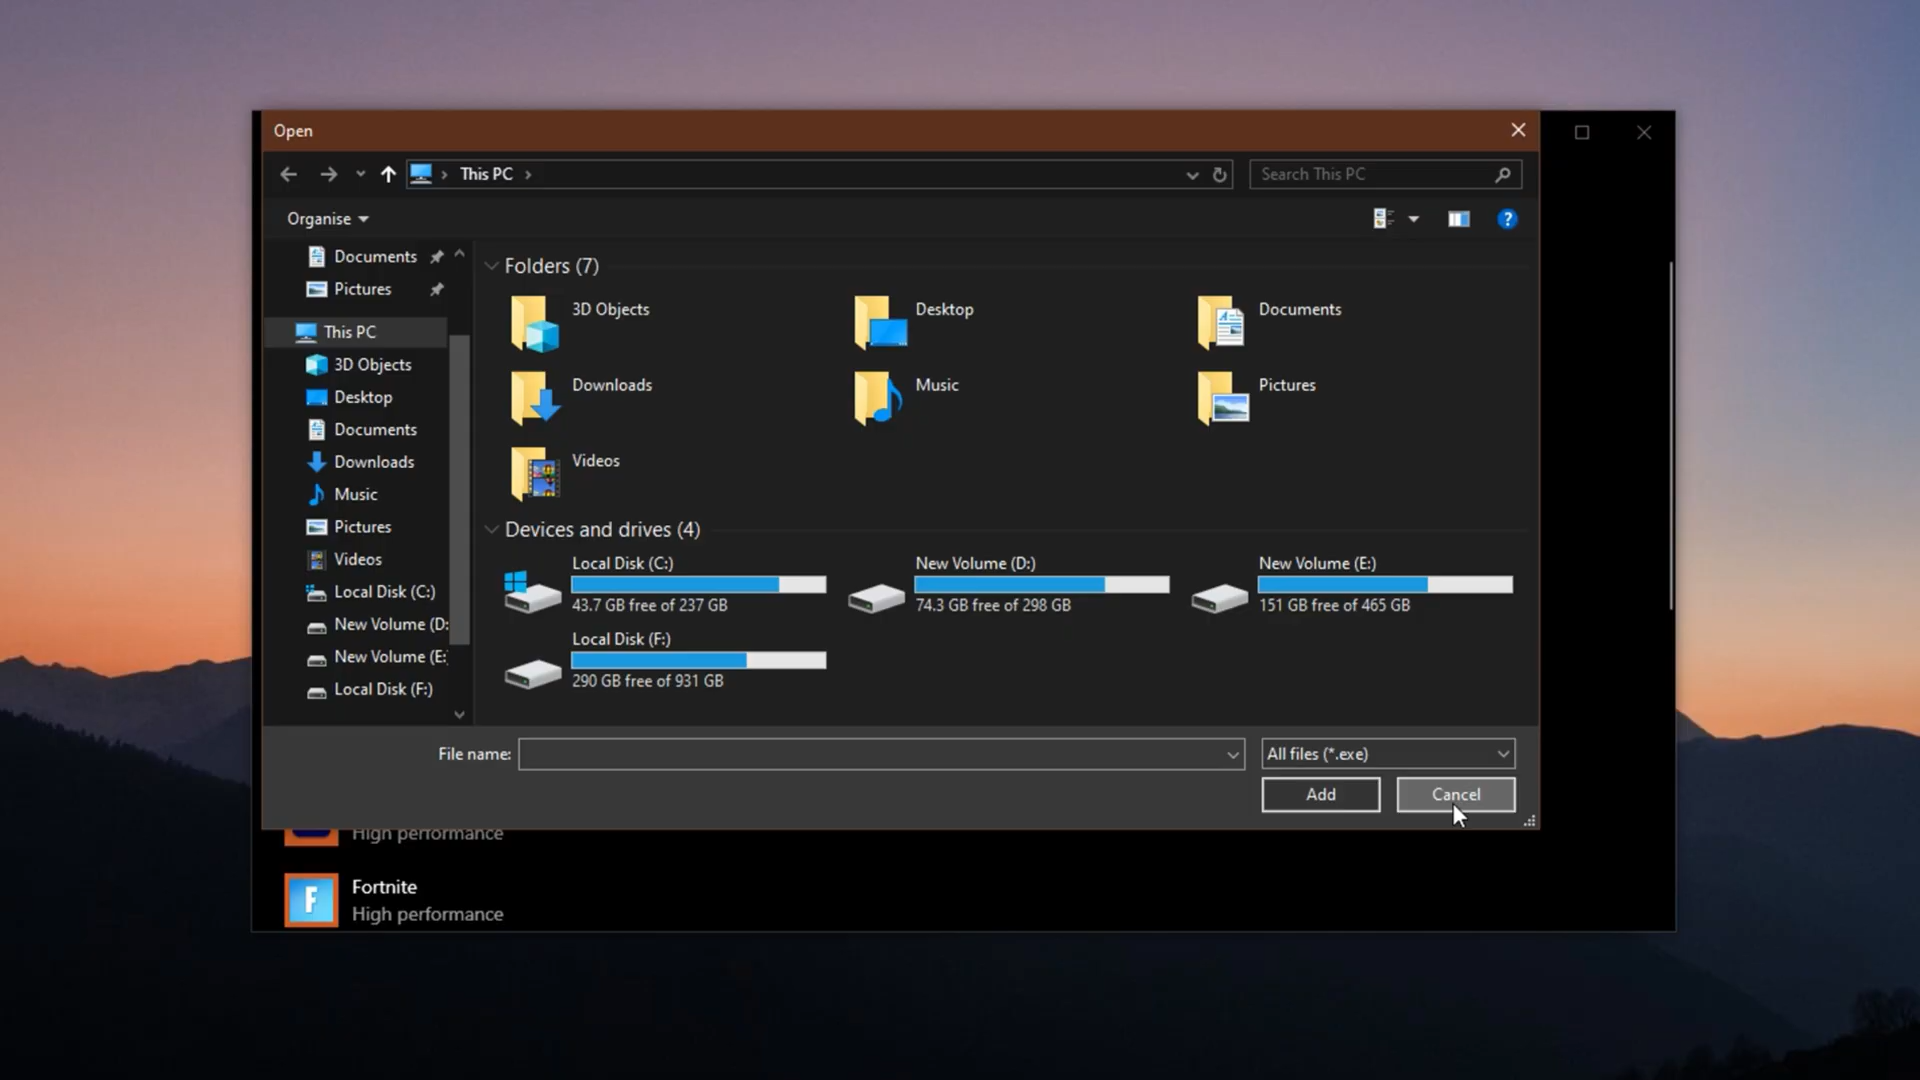 Open
This PC
Search This PC
Organise
Documents
Pictures
This PC
3D Objects
Desktop
Documents
Downloads
Music
Pictures
Videos
Local Disk (C:)
New Volume (D:
New Volume (E:
Local Disk (F:)
Folders (7)
3D Objects
Desktop
Documents
Downloads
Music
Pictures
Videos
Devices and drives (4)
Local Disk (C:)
43.7 GB free of 237 GB
New Volume (D:)
74.3 GB free of 298 GB
New Volume (E:)
151 GB free of 465 GB
Local Disk (F:)
290 GB free of 931 GB
File name:
All files (*.exe)
Add
Cancel
High performance
F
Fortnite
High performance